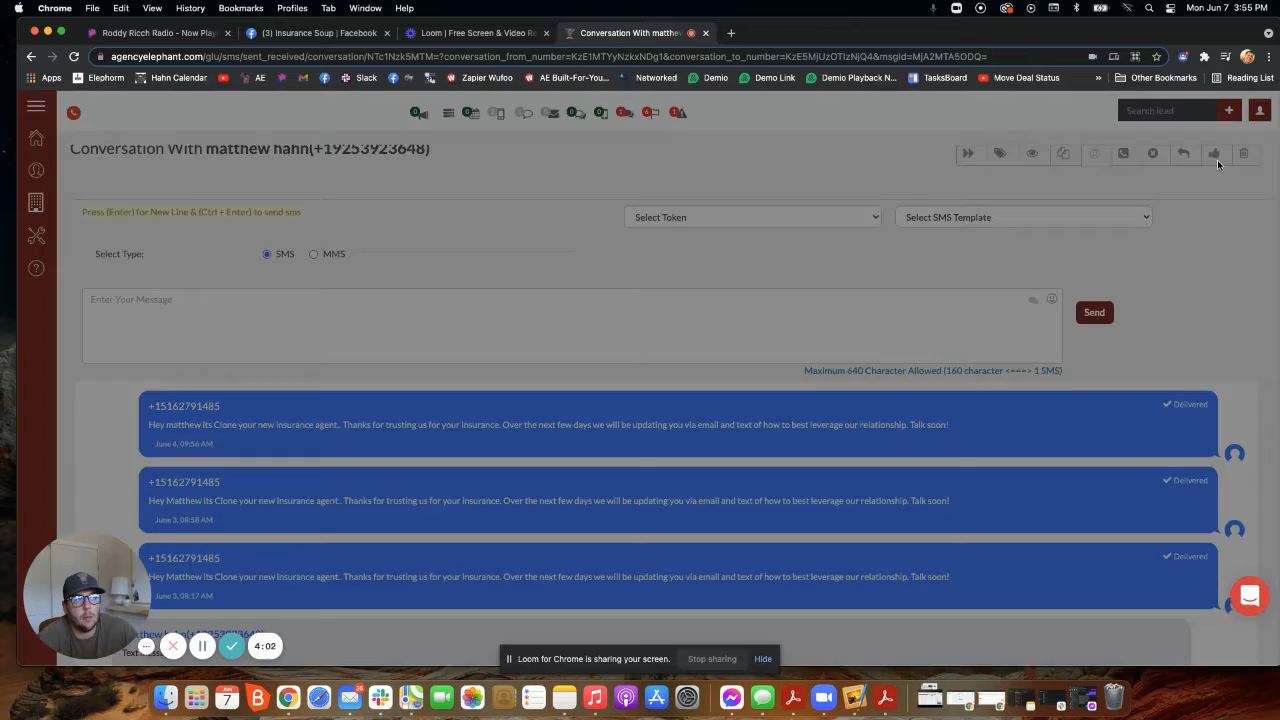 Chrome File Edit View History Bookmarks Profiles Tab Window Help Mon Jun 7 3:55 PM
Roddy Ricch Radio - Now Play (3) Insurance Soup | Facebook Loom | Free Screen & Video Re Conversation With matthew
agencyelephant.com/glu/sms/sent_received/conversation/NTc1Nzk5MTM=?conversation_from_number=KzE1MTYyNzkxNDg1&conversation_to_number=KzE5MjUzOTIzNjQ4&msgId=MjA2MTA5ODQ=
Apps Elephorm Hahn Calendar AE Zapier Wufoo AE Built-For-You... Networked Demio Demo Link Demio Playback N... TasksBoard Move Deal Status » Other Bookmarks Reading List
Search lead
Conversation With matthew hahn(+19253923648)
Press (Enter) for New Line & (Ctrl + Enter) to send sms
Select Token
Select SMS Template
Select Type: SMS MMS
Enter Your Message
Send
Maximum 640 Character Allowed (160 character <===> 1 SMS)
+15162791485
Delivered
Hey matthew its Clone your new insurance agent.. Thanks for trusting us for your insurance. Over the next few days we will be updating you via email and text of how to best leverage our relationship. Talk soon!
June 4, 09:56 AM
+15162791485
Delivered
Hey Matthew its Clone your new insurance agent.. Thanks for trusting us for your insurance. Over the next few days we will be updating you via email and text of how to best leverage our relationship. Talk soon!
June 3, 08:58 AM
+15162791485
Delivered
Hey Matthew its Clone your new insurance agent.. Thanks for trusting us for your insurance. Over the next few days we will be updating you via email and text of how to best leverage our relationship. Talk soon!
June 3, 08:17 AM
thew hahn(+19253923648)
4:02
Loom for Chrome is sharing your screen. Stop sharing Hide